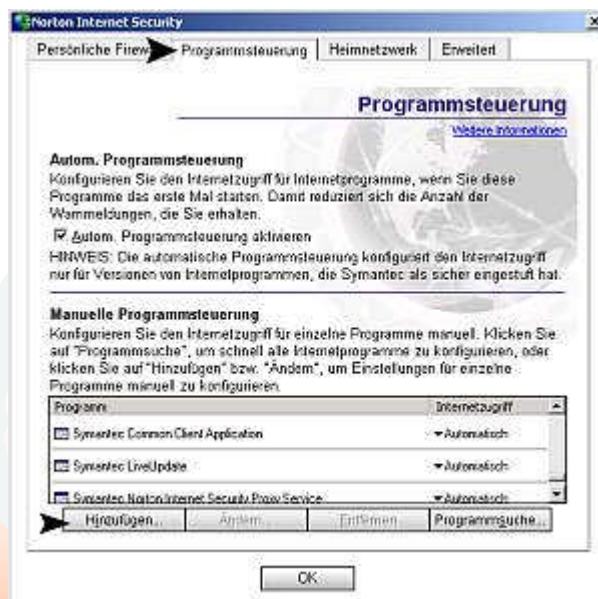 Norton Internet Security
Persönliche Firew Programmsteuerung Heimnetzwerk Erweitert
Programmsteuerung
Weitere Informationen
Autom. Programmsteuerung
Konfigurieren Sie den Internetzugriff für Internetprogramme, wenn Sie diese
Programme das erste Mal starten. Damit reduziert sich die Anzahl der
Warnmeldungen, die Sie erhalten.
Autom. Programmsteuerung aktivieren
HINWEIS: Die automatische Programmsteuerung konfiguriert den Internetzugriff
nur für Versionen von Internetprogrammen, die Symantec als sicher eingestuft hat.
Manuelle Programmsteuerung
Konfigurieren Sie den Internetzugriff für einzelne Programme manuell. Klicken Sie
auf "Programmsuche", um schnell alle Internetprogramme zu konfigurieren, oder
klicken Sie auf "Hinzufügen" bzw. "Ändern", um Einstellungen für einzelne
Programme manuell zu konfigurieren.
Programm Internetzugriff
Symantec Common Client Application Automatisch
Symantec LiveUpdate Automatisch
Symantec Norton Internet Security Proxy Service Automatisch
Hinzufügen... Ändern... Entfernen Programmsuche...
OK